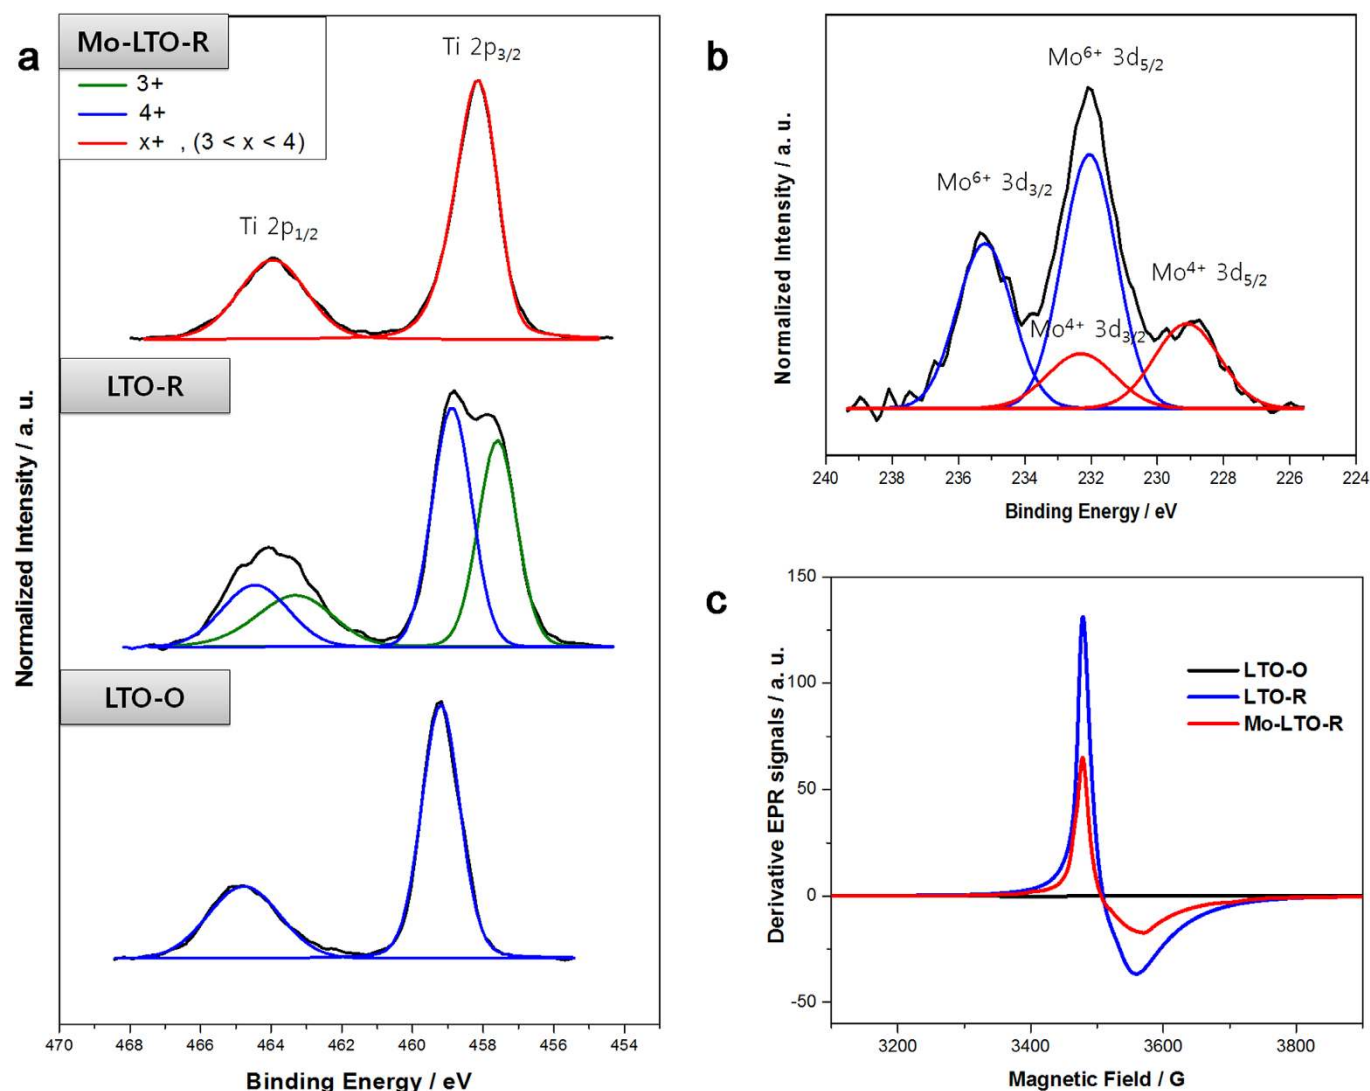 a
Mo-LTO-R
3+
4+
x+ , (3 < x < 4)
Ti 2p₃/₂
Ti 2p₁/₂
LTO-R
LTO-O
Normalized Intensity / a. u.
470 468 466 464 462 460 458 456 454
Binding Energy / eV
b
Mo⁶⁺ 3d₅/₂
Mo⁶⁺ 3d₃/₂
Mo⁴⁺ 3d₅/₂
Mo⁴⁺ 3d₃/₂
Normalized Intensity / a. u.
240 238 236 234 232 230 228 226 224
Binding Energy / eV
c
150
100
50
0
-50
LTO-O
LTO-R
Mo-LTO-R
Derivative EPR signals / a. u.
3200 3400 3600 3800
Magnetic Field / G